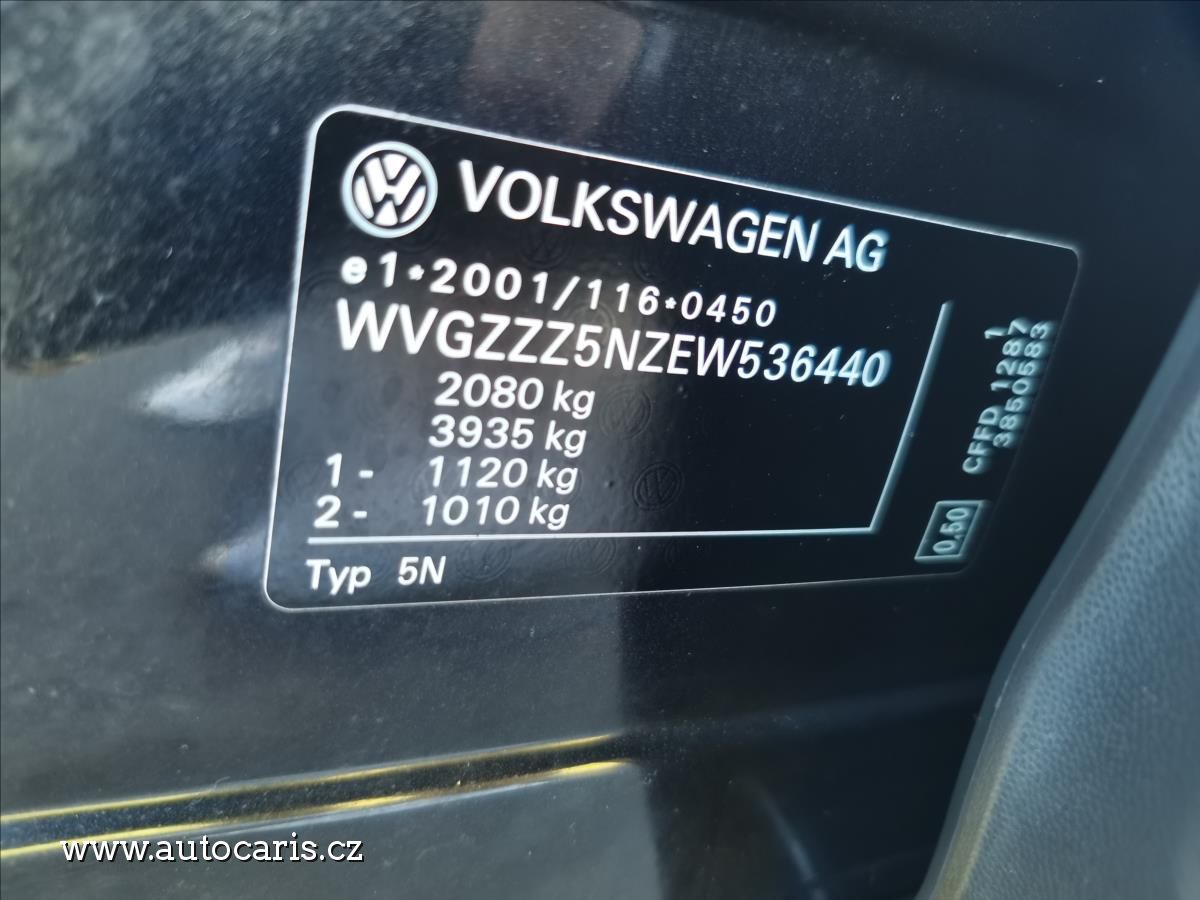 VOLKSWAGEN AG
e1*2001/116*0450
WVGZZZ5NZEW536440
2080 kg
3935 kg
1- 1120 kg
2- 1010 kg
Typ 5N
1
CFFD 1287
3850583
0.50
www.autocaris.cz